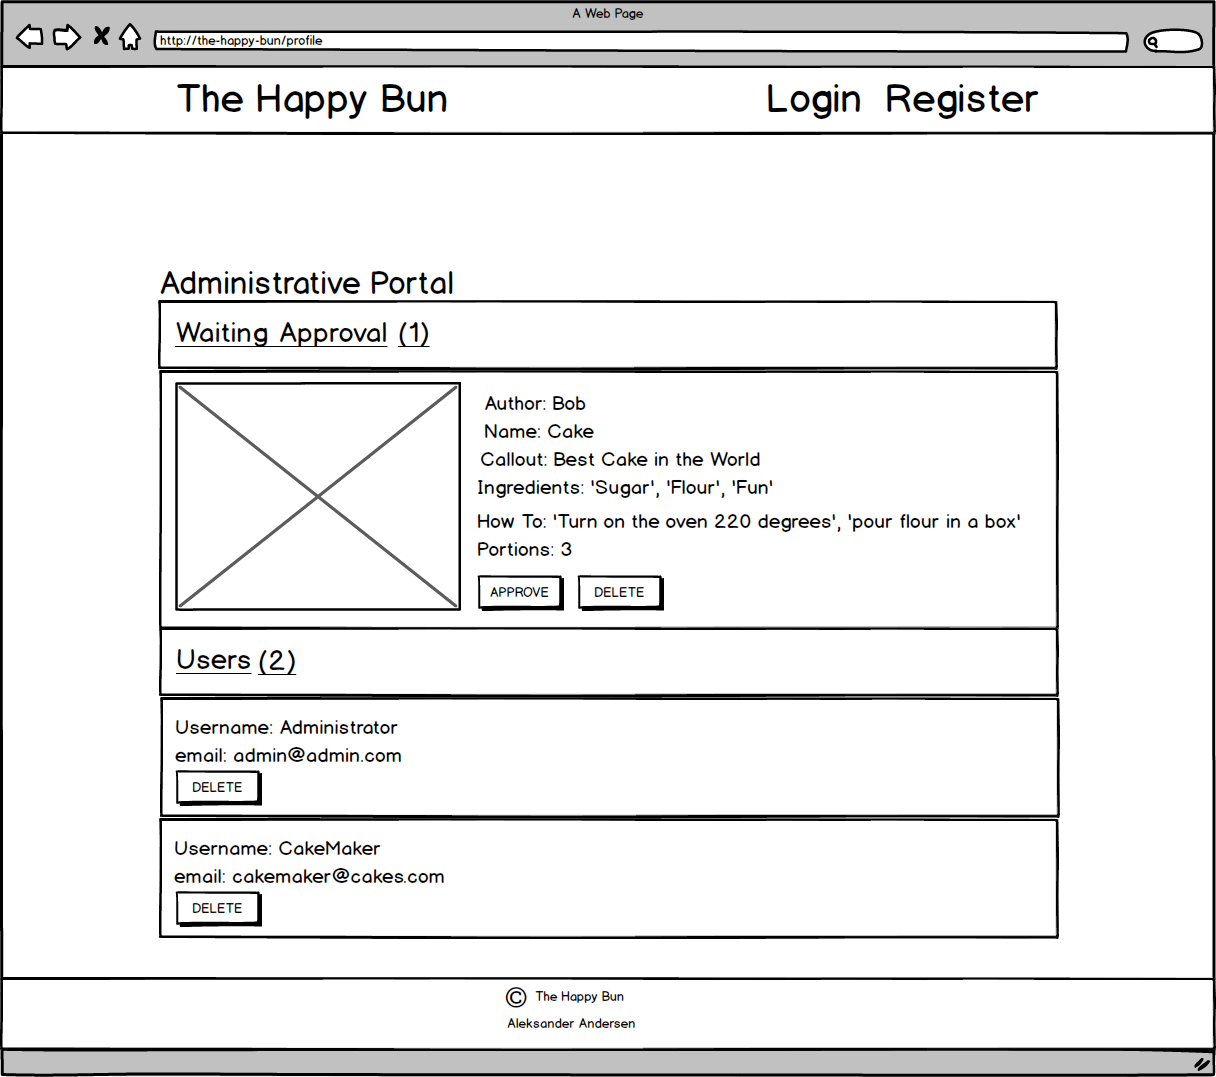 A Web Page
http://the-happy-bun/profile
The Happy Bun Login Register
Administrative Portal
Waiting Approval (1)
Author: Bob
Name: Cake
Callout: Best Cake in the World
Ingredients: 'Sugar', 'Flour', 'Fun'
How To: 'Turn on the oven 220 degrees', 'pour flour in a box'
Portions: 3
APPROVE DELETE
Users (2)
Username: Administrator
email: admin@admin.com
DELETE
Username: CakeMaker
email: cakemaker@cakes.com
DELETE
© The Happy Bun
Aleksander Andersen